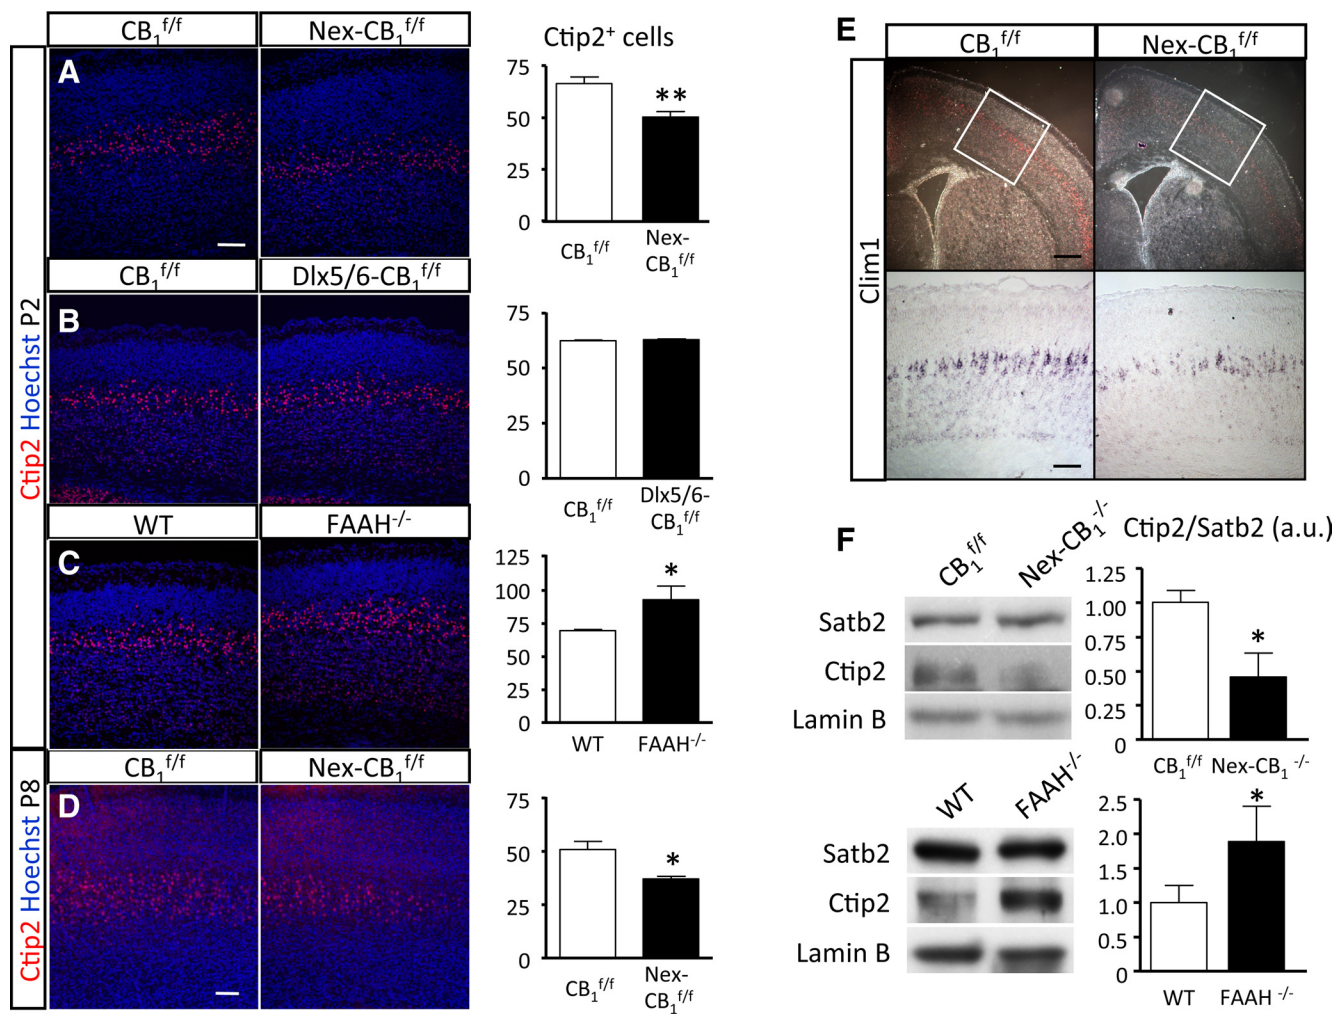 CB₁f/f Nex-CB₁f/f
Ctip2⁺ cells
A
75
**
50
25
0
CB₁f/f Nex-
CB₁f/f
CB₁f/f Dlx5/6-CB₁f/f
B
75
50
25
0
CB₁f/f Dlx5/6-
CB₁f/f
Ctip2 Hoechst P2
WT FAAH-/-
C
125
*
100
75
50
25
0
WT FAAH-/-
CB₁f/f Nex-CB₁f/f
D
Ctip2 Hoechst P8
75
50
*
25
0
CB₁f/f Nex-
CB₁f/f
E
CB₁f/f Nex-CB₁f/f
Clim1
F
CB₁f/f Nex-CB₁-/-
Satb2
Ctip2
Lamin B
Ctip2/Satb2 (a.u.)
1.25
1.00
0.75
*
0.50
0.25
0
CB₁f/f Nex-CB₁-/-
WT FAAH-/-
Satb2
Ctip2
Lamin B
2.5
*
2.0
1.5
1.0
0.5
0
WT FAAH -/-